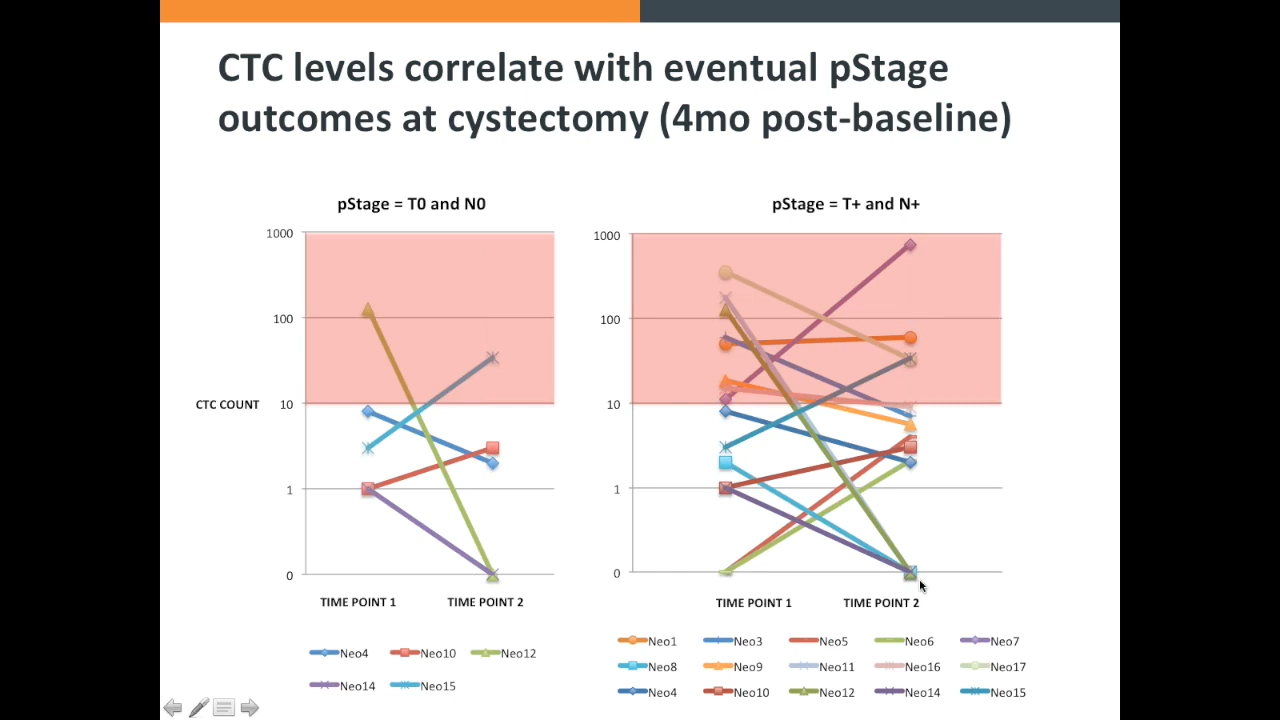 CTC levels correlate with eventual pStage
outcomes at cystectomy (4mo post-baseline)
pStage = T0 and N0
1000
100
CTC COUNT
10
1
0
TIME POINT 1
TIME POINT 2
Neo4
Neo10
Neo12
Neo14
Neo15
pStage = T+ and N+
1000
100
10
1
0
TIME POINT 1
TIME POINT 2
Neo1
Neo3
Neo5
Neo6
Neo7
Neo8
Neo9
Neo11
Neo16
Neo17
Neo4
Neo10
Neo12
Neo14
Neo15